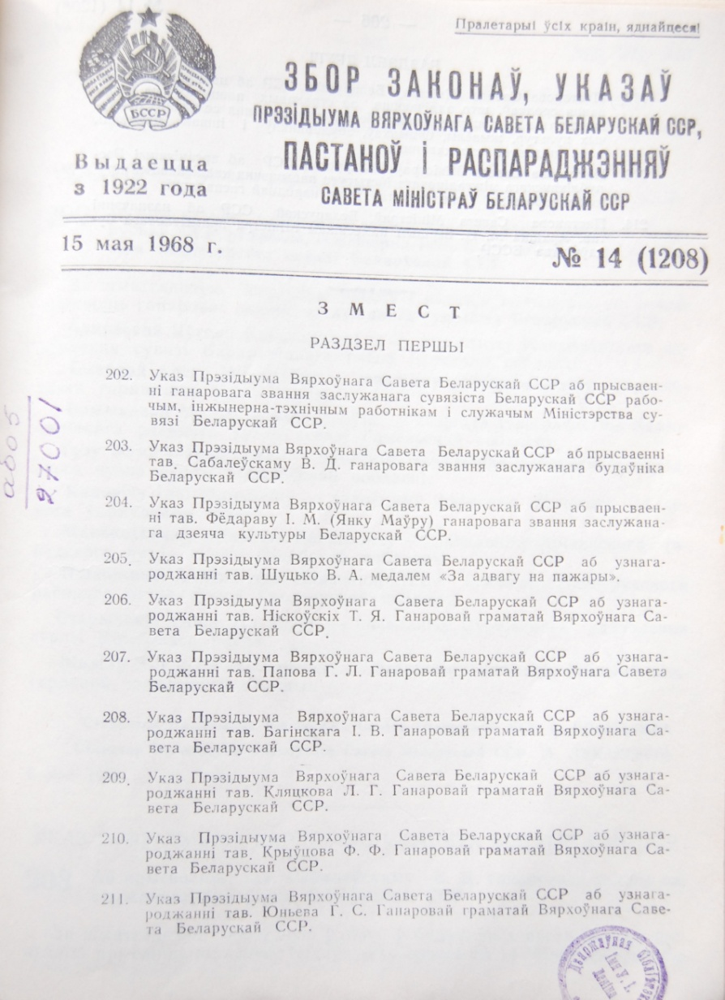 Пралетарыі ўсіх краін, яднайцеся!
БССР
ЗБОР ЗАКОНАЎ, УКАЗАЎ
ПРЭЗІДЫУМА ВЯРХОЎНАГА САВЕТА БЕЛАРУСКАЙ ССР,
ПАСТАНОЎ І РАСПАРАДЖЭННЯЎ
САВЕТА МІНІСТРАЎ БЕЛАРУСКАЙ ССР
Выдаецца
з 1922 года
15 мая 1968 г.
№ 14 (1208)
ЗМЕСТ
РАЗДЗЕЛ ПЕРШЫ
202. Указ Прэзідыума Вярхоўнага Савета Беларускай ССР аб прысваен-
ні ганаровага звання заслужанага сувязіста Беларускай ССР рабо-
чым, інжынерна-тэхнічным работнікам і служачым Міністэрства су-
вязі Беларускай ССР.
203. Указ Прэзідыума Вярхоўнага Савета Беларускай ССР аб прысваенні
тав. Сабалеўскаму В. Д. ганаровага звання заслужанага будаўніка
Беларускай ССР.
204. Указ Прэзідыума Вярхоўнага Савета Беларускай ССР аб прысваен-
ні тав. Фёдараву І. М. (Янку Маўру) ганаровага звання заслужана-
га дзеяча культуры Беларускай ССР.
205. Указ Прэзідыума Вярхоўнага Савета Беларускай ССР аб узнага-
роджанні тав. Шуцько В. А. медалем «За адвагу на пажары».
206. Указ Прэзідыума Вярхоўнага Савета Беларускай ССР аб узнага-
роджанні тав. Ніскоўскіх Т. Я. Ганаровай граматай Вярхоўнага Са-
вета Беларускай ССР.
207. Указ Прэзідыума Вярхоўнага Савета Беларускай ССР аб узнага-
роджанні тав. Папова Г. Л. Ганаровай граматай Вярхоўнага Савета
Беларускай ССР.
208. Указ Прэзідыума Вярхоўнага Савета Беларускай ССР аб узнага-
роджанні тав. Багінскага І. В. Ганаровай граматай Вярхоўнага Са-
вета Беларускай ССР.
209. Указ Прэзідыума Вярхоўнага Савета Беларускай ССР аб узнага-
роджанні тав. Кляцкова Л. Г. Ганаровай граматай Вярхоўнага Са-
вета Беларускай ССР.
210. Указ Прэзідыума Вярхоўнага Савета Беларускай ССР аб узнага-
роджанні тав. Крыўцова Ф. Ф. Ганаровай граматай Вярхоўнага Са-
вета Беларускай ССР.
211. Указ Прэзідыума Вярхоўнага Савета Беларускай ССР аб узнага-
роджанні тав. Юньева Г. С. Ганаровай граматай Вярхоўнага Саве-
та Беларускай ССР.
27001
Дзяржаўная
імя У. І.